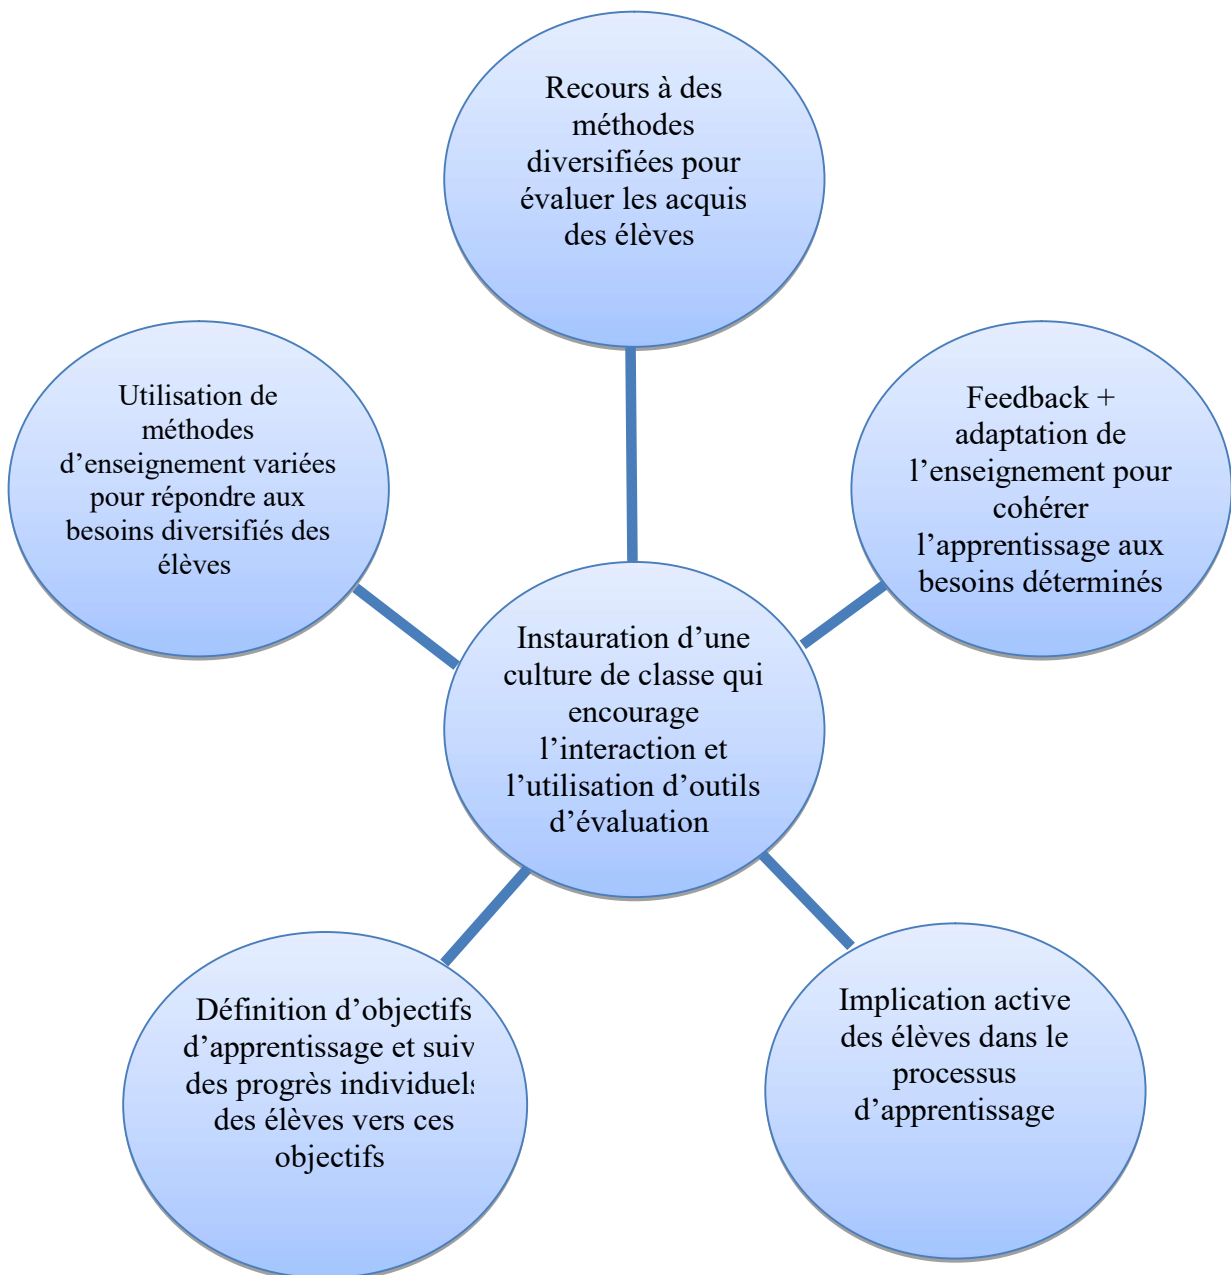 Recours à des
méthodes
diversifiées pour
évaluer les acquis
des élèves
Utilisation de
méthodes
d’enseignement variées
pour répondre aux
besoins diversifiés des
élèves
Feedback +
adaptation de
l’enseignement pour
cohérer
l’apprentissage aux
besoins déterminés
Instauration d’une
culture de classe qui
encourage
l’interaction et
l’utilisation d’outils
d’évaluation
Définition d’objectifs
d’apprentissage et suiv
des progrès individuels
des élèves vers ces
objectifs
Implication active
des élèves dans le
processus
d’apprentissage